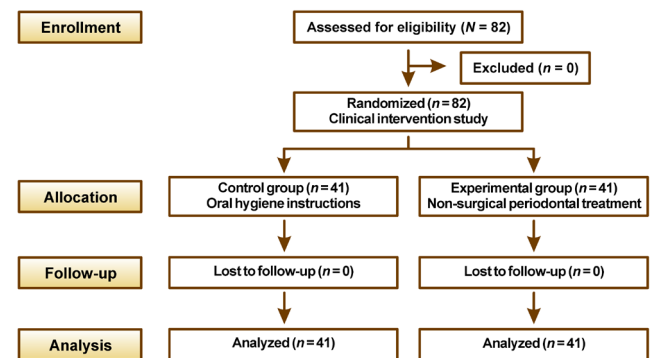 Enrollment
Assessed for eligibility (N = 82)
Excluded (n = 0)
Randomized (n = 82)
Clinical intervention study
Allocation
Control group (n = 41)
Oral hygiene instructions
Experimental group (n = 41)
Non-surgical periodontal treatment
Follow-up
Lost to follow-up (n = 0)
Lost to follow-up (n = 0)
Analysis
Analyzed (n = 41)
Analyzed (n = 41)